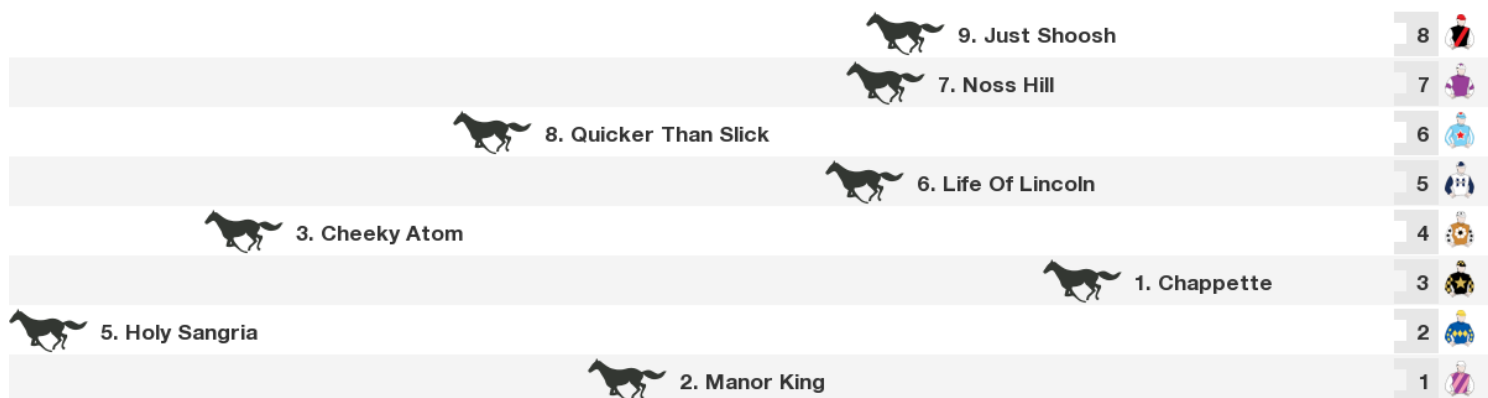 9. Just Shoosh 8
7. Noss Hill 7
8. Quicker Than Slick 6
6. Life Of Lincoln 5
3. Cheeky Atom 4
1. Chappette 3
5. Holy Sangria 2
2. Manor King 1